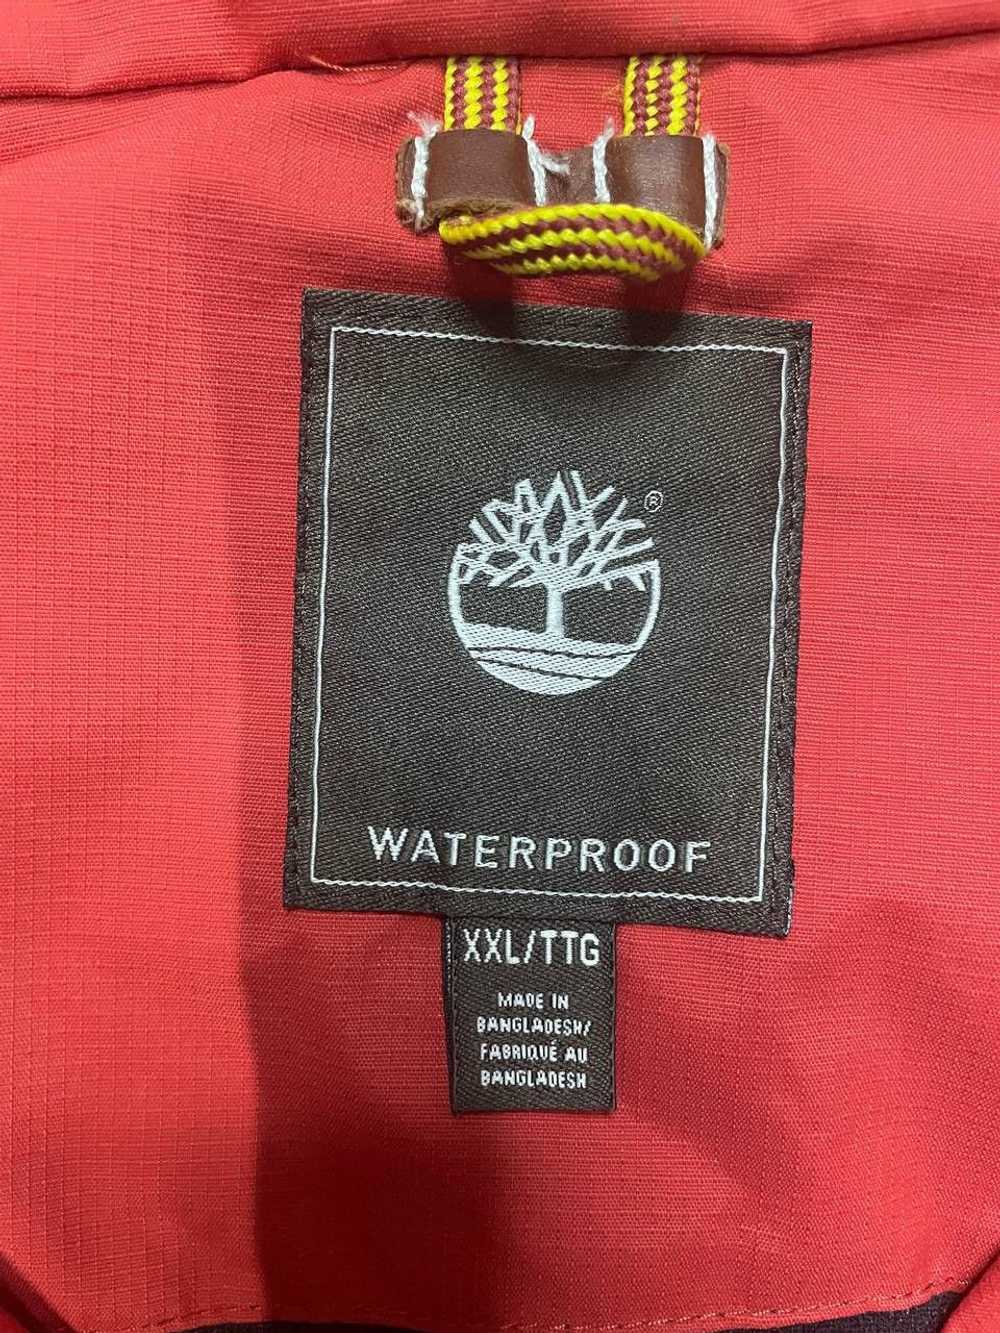 ®
WATERPROOF
XXL/TTG
MADE IN
BANGLADESH/
FABRIQUÉ AU
BANGLADESH